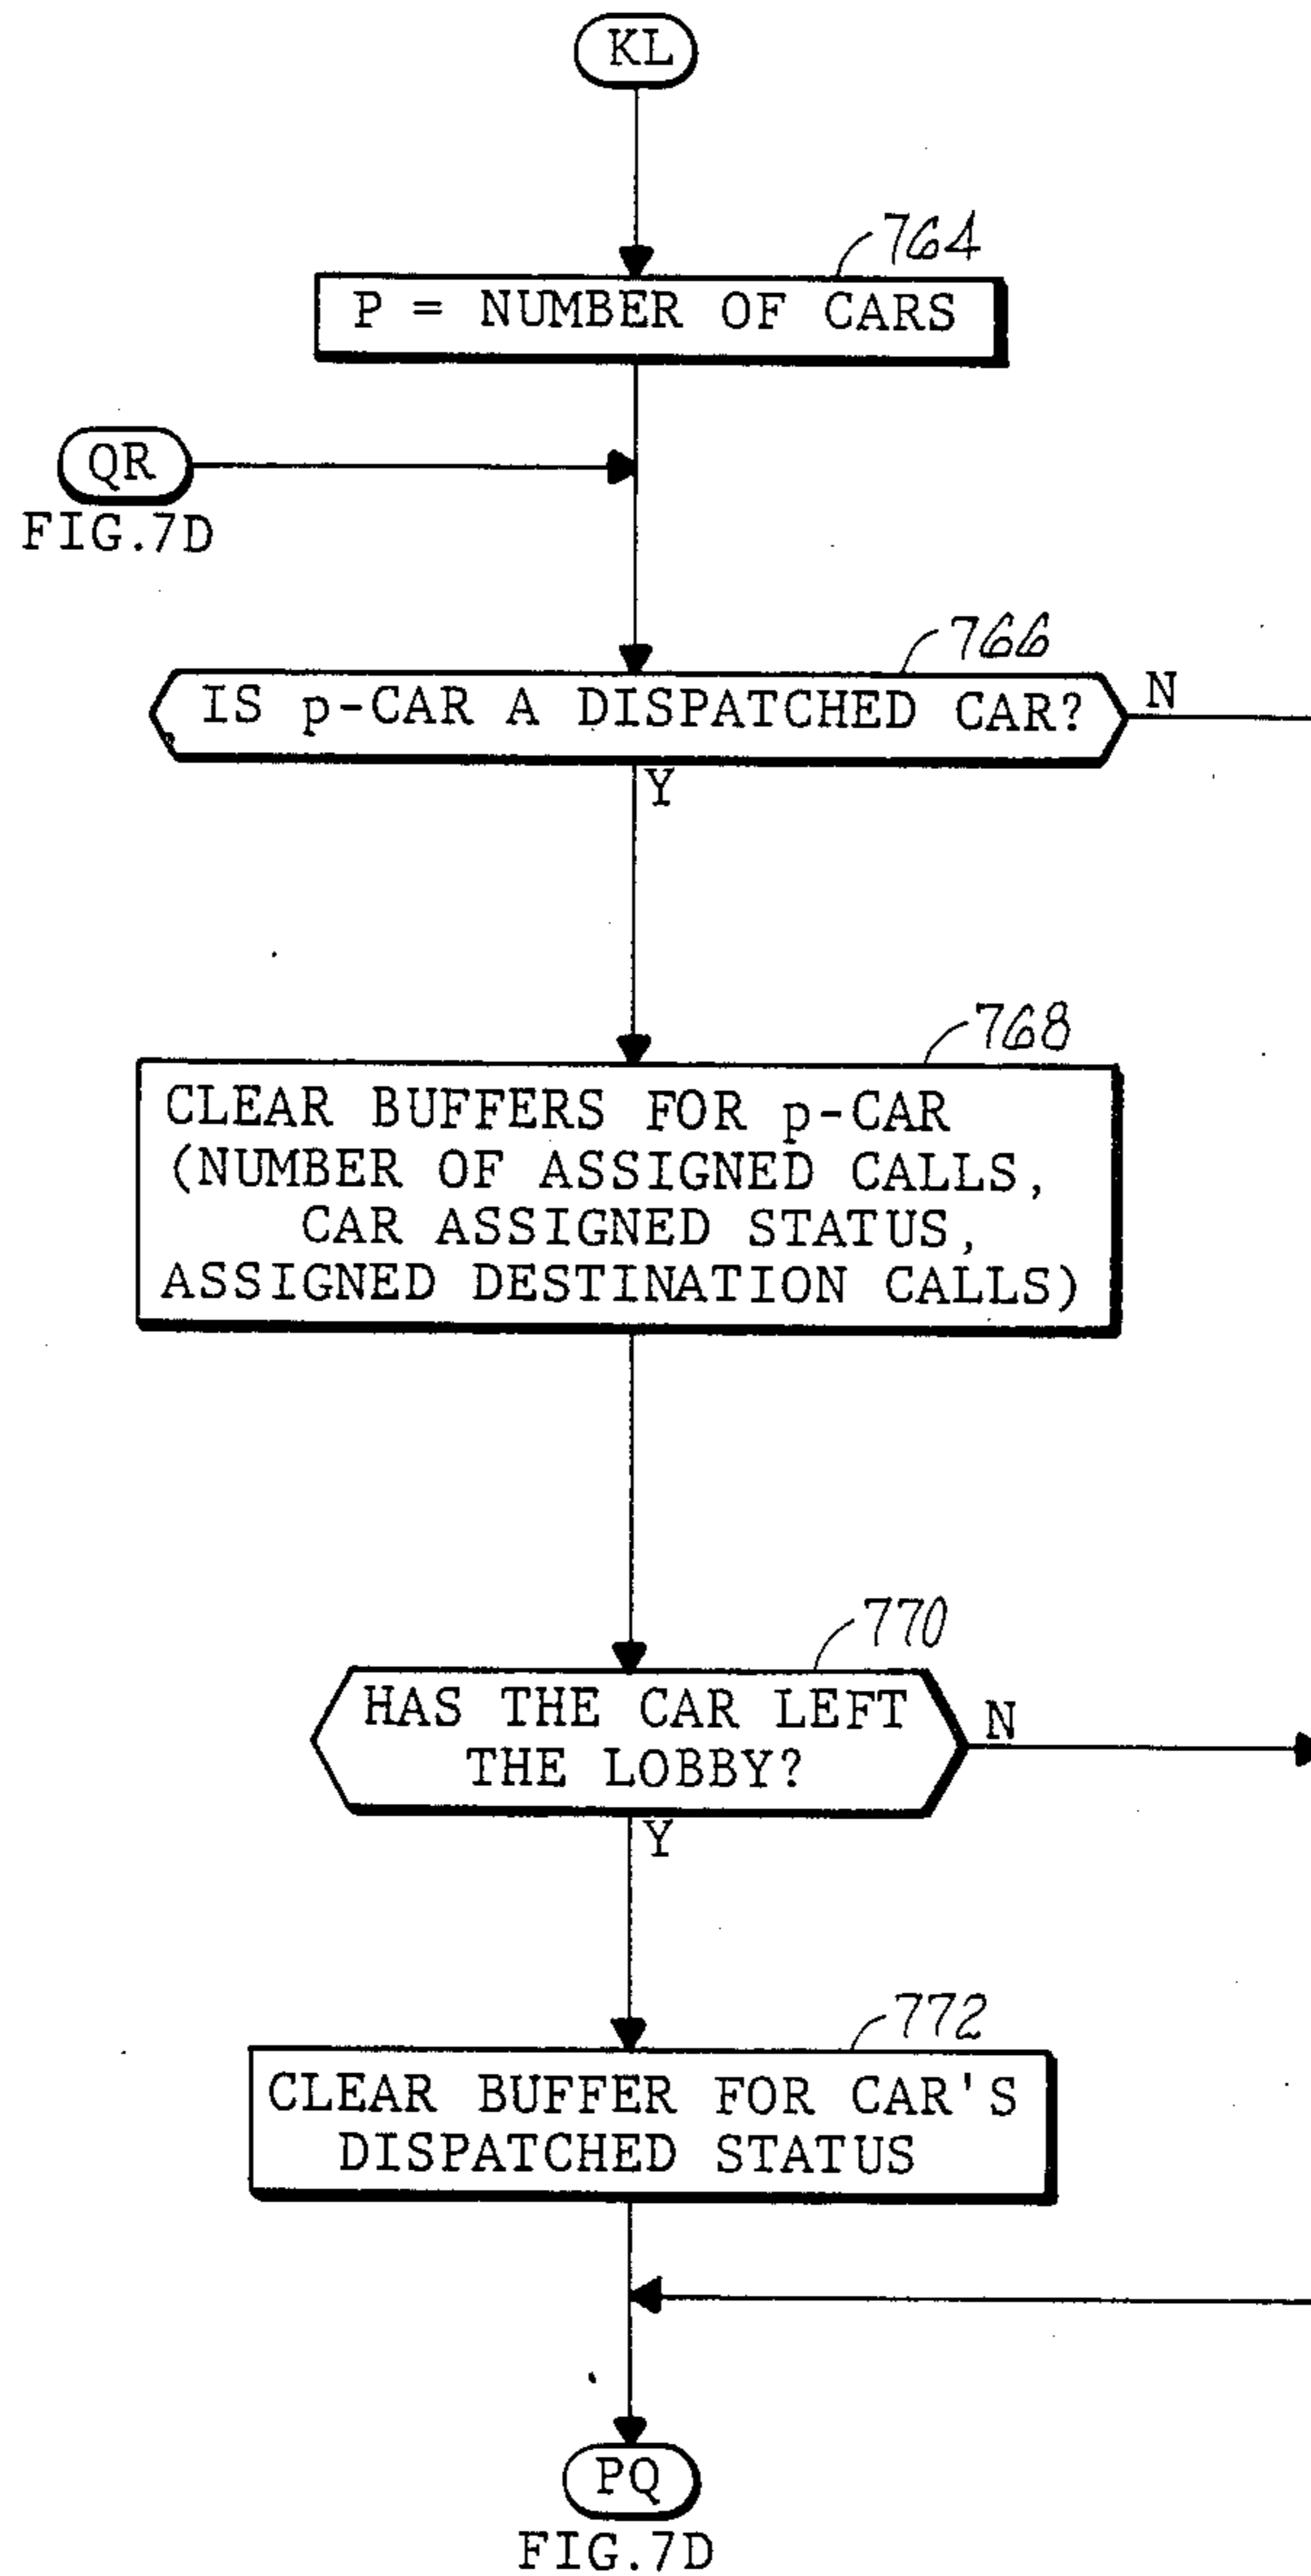 KL
764
P = NUMBER OF CARS
QR
FIG.7D
766
IS p-CAR A DISPATCHED CAR?
N
Y
768
CLEAR BUFFERS FOR p-CAR
(NUMBER OF ASSIGNED CALLS,
CAR ASSIGNED STATUS,
ASSIGNED DESTINATION CALLS)
770
HAS THE CAR LEFT
THE LOBBY?
N
Y
772
CLEAR BUFFER FOR CAR'S
DISPATCHED STATUS
PQ
FIG.7D